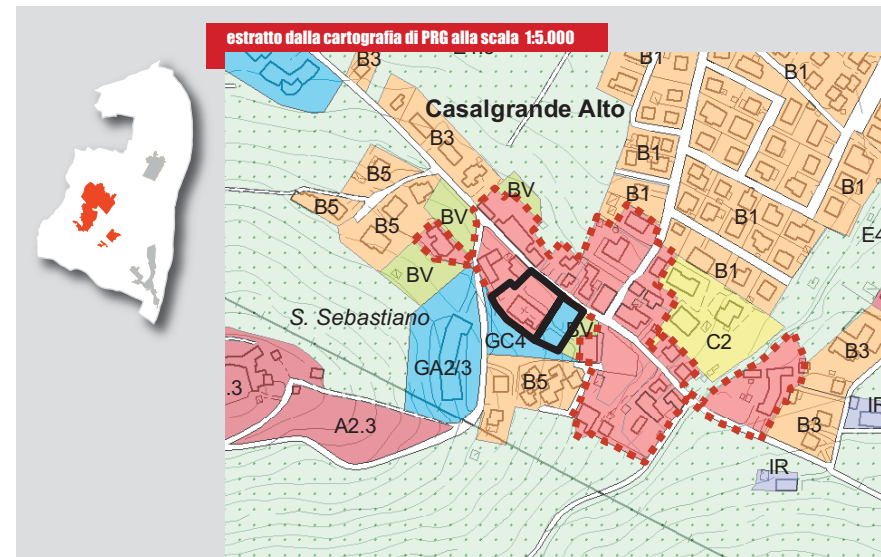 estratto dalla cartografia di PRG alla scala 1:5.000
B3
B1
B1
Casalgrande Alto
B3
B1
B5
B5
BV
B1
B1
B1
B5
BV
E4
BV
B1
S. Sebastiano
GC4
BV
C2
GA2/3
B3
B5
.3
A2.3
B3
IR